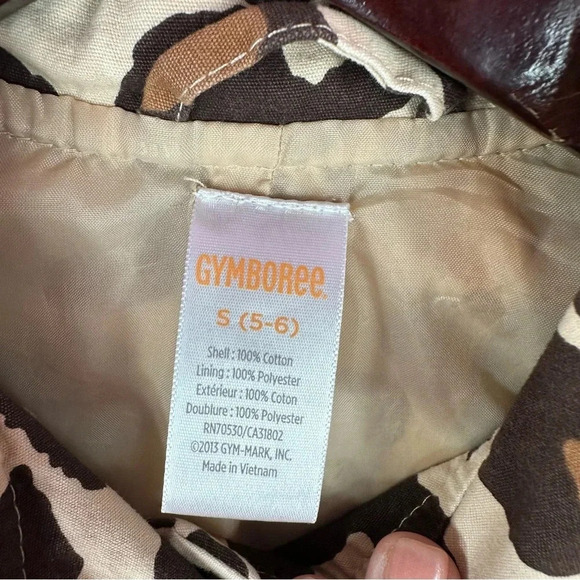 GYMBOREE
S (5-6)
Shell : 100% Cotton
Lining : 100% Polyester
Extérieur : 100% Coton
Doublure : 100% Polyester
RN70530/CA31802
©2013 GYM-MARK, INC.
Made in Vietnam